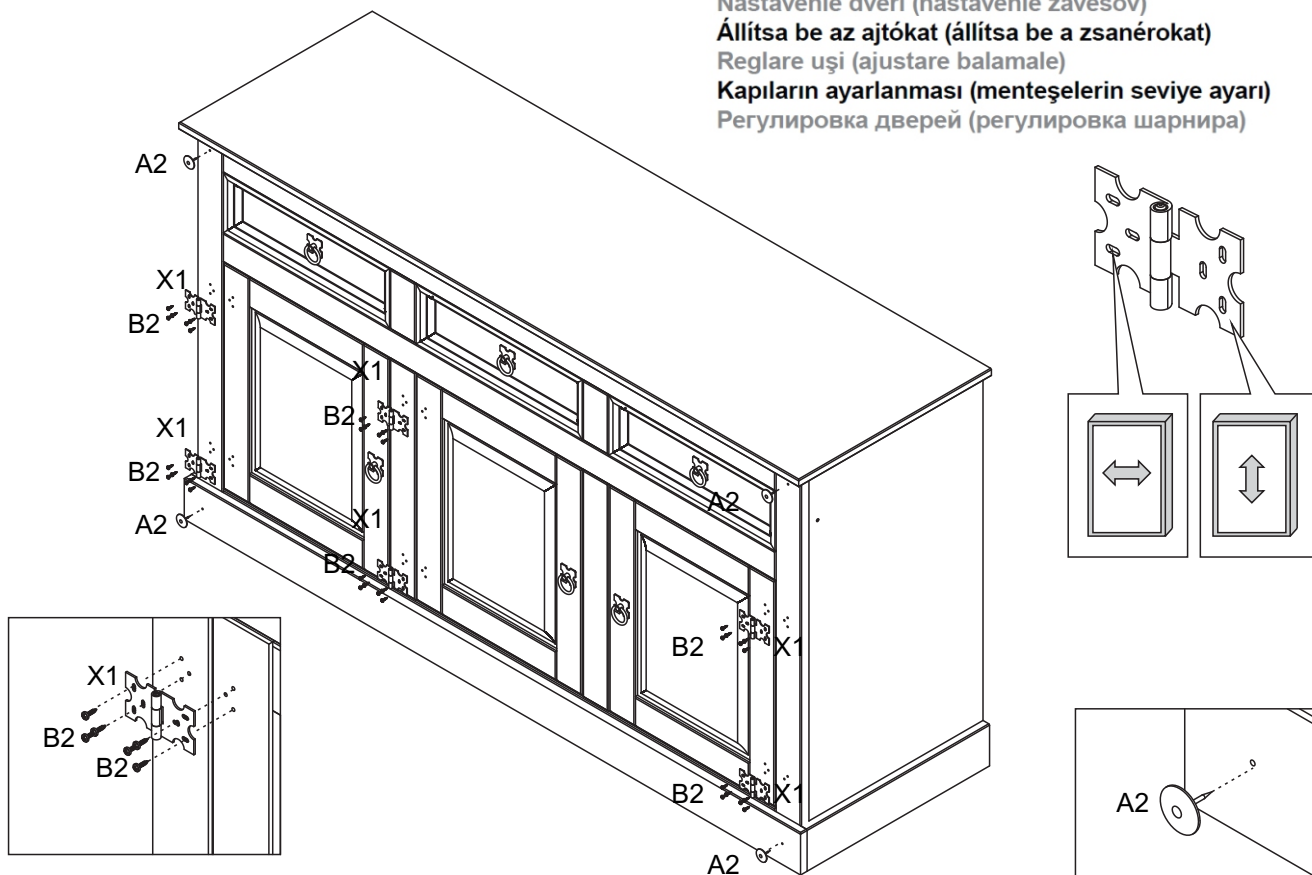 Nastavenie dverí (nastavenie závesov)
Állítsa be az ajtókat (állítsa be a zsanérokat)
Reglare uşi (ajustare balamale)
Kapıların ayarlanması (menteşelerin seviye ayarı)
Регулировка дверей (регулировка шарнира)
A2
X1
B2
X1
B2
X1
B2
A2
A2
X1
B2
B2
X1
B2
X1
A2
X1
B2
B2
A2